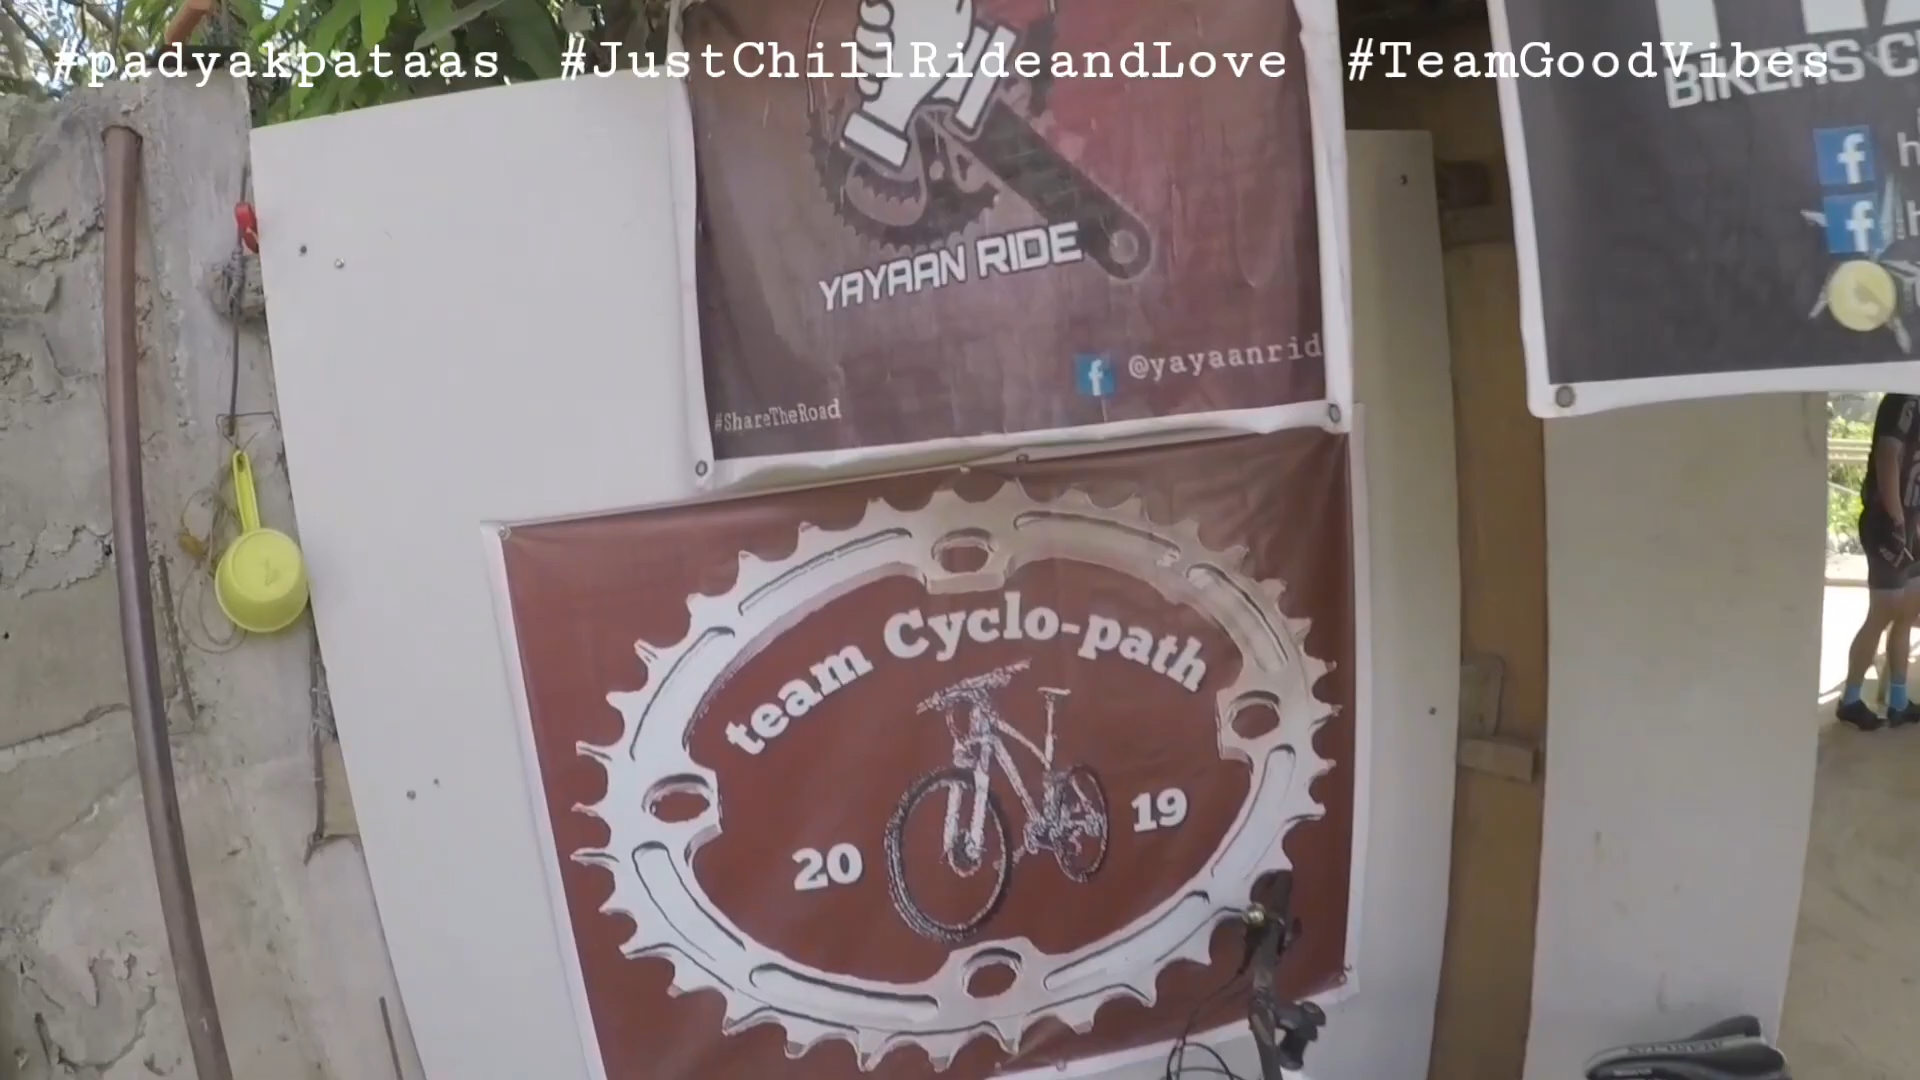 #padyakpataas #JustChillRideandLove #TeamGoodVibes
BIKERS
YAYAAN RIDE
@yayaanrid
#ShareTheRoad
team Cyclo-path
20 19